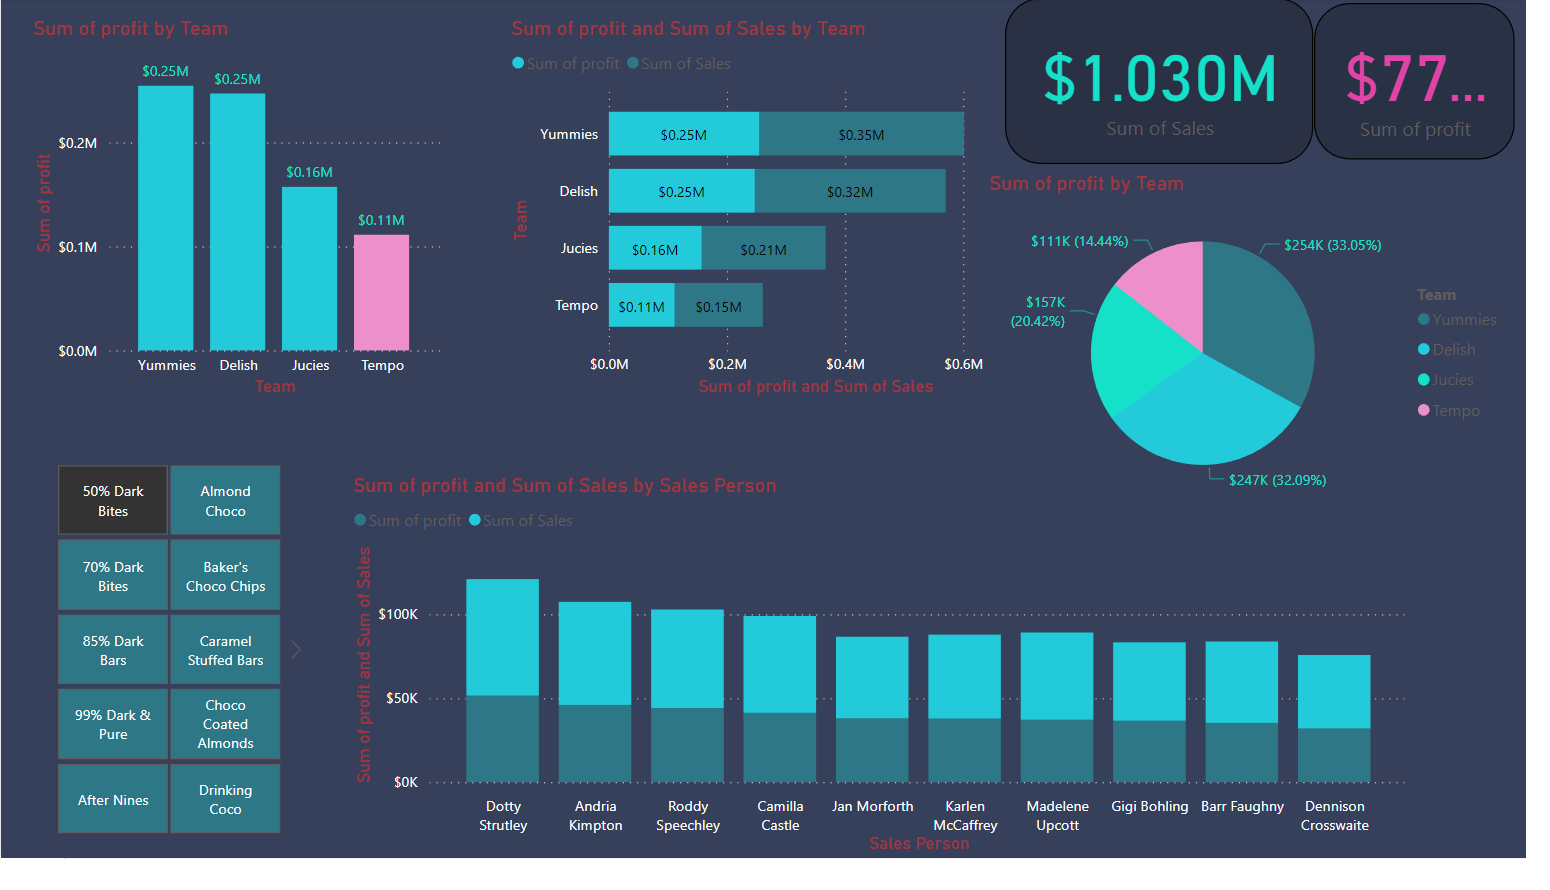 Sum of profit by Team
$0.25M
$0.25M
$0.16M
$0.11M
$0.2M
$0.1M
$0.0M
Sum of profit
Yummies Delish Jucies Tempo
Team
Sum of profit and Sum of Sales by Team
Sum of profit Sum of Sales
Team
Yummies $0.25M $0.35M
Delish $0.25M $0.32M
Jucies $0.16M $0.21M
Tempo $0.11M $0.15M
$0.0M $0.2M $0.4M $0.6M
Sum of profit and Sum of Sales
$1.030M
Sum of Sales
$77...
Sum of profit
Sum of profit by Team
$111K (14.44%)
$254K (33.05%)
$157K
(20.42%)
$247K (32.09%)
Team
Yummies
Delish
Jucies
Tempo
50% Dark
Bites
Almond
Choco
70% Dark
Bites
Baker's
Choco Chips
85% Dark
Bars
Caramel
Stuffed Bars
99% Dark &
Pure
Choco
Coated
Almonds
After Nines
Drinking
Coco
Sum of profit and Sum of Sales by Sales Person
Sum of profit Sum of Sales
Sum of profit and Sum of Sales
$100K
$50K
$0K
Dotty
Strutley
Andria
Kimpton
Roddy
Speechley
Camilla
Castle
Jan Morforth
Karlen
McCaffrey
Madelene
Upcott
Gigi Bohling
Barr Faughny
Dennison
Crosswaite
Sales Person